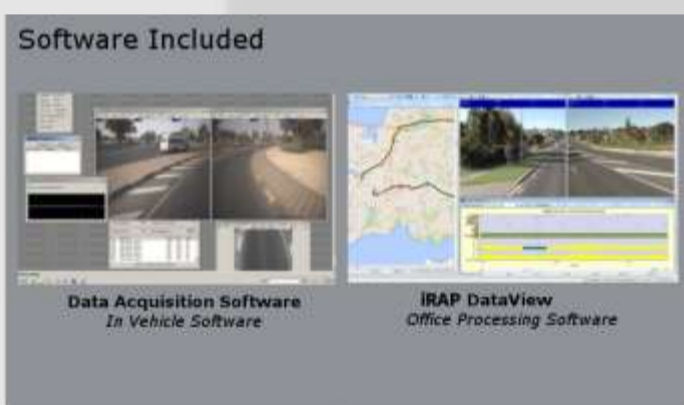 Software Included
Data Acquisition Software
In Vehicle Software
iRAP DataView
Office Processing Software